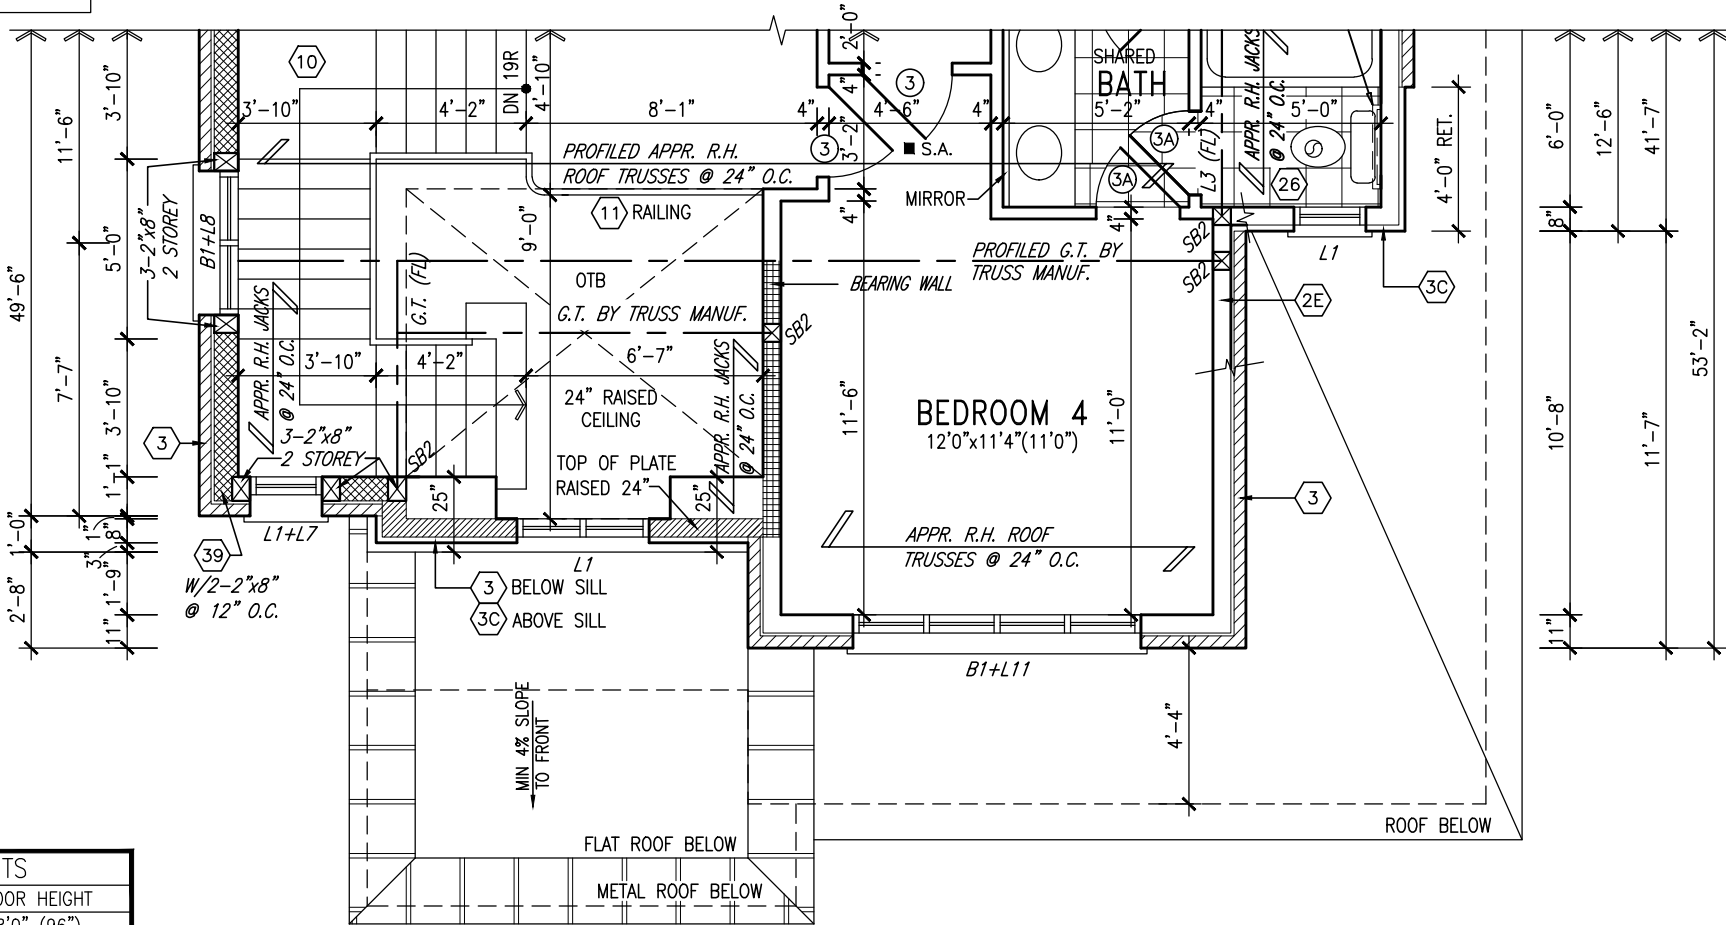 10
3'-10"
11'-6"
49'-6"
5'-0"
7'-7"
3'-10"
1'-1"
1"
1'-0"
8"
3"
1'-9"
2'-8"
11"
3'-10"
4'-2"
8'-1"
4"
4'-6"
4"
5'-2"
4"
5'-0"
DN 19R
4'-10"
2'-0"
4"
3'-2"
4"
3
3
S.A.
SHARED
BATH
MIRROR
3A
3A
L3 (FL)
APPR. R.H. JACKS
@ 24" O.C.
26
4'-0" RET.
6'-0"
12'-6"
41'-7"
8"
53'-2"
10'-8"
11'-7"
11"
PROFILED APPR. R.H.
ROOF TRUSSES @ 24" O.C.
11
RAILING
9'-0"
3-2"x8"
2 STOREY
B1+L8
G.T. (FL)
OTB
G.T. BY TRUSS MANUF.
BEARING WALL
PROFILED G.T. BY
TRUSS MANUF.
4"
SB2
SB2
L1
3C
2E
SB2
APPR. R.H. JACKS
@ 24" O.C.
3'-10"
4'-2"
6'-7"
24" RAISED
CEILING
APPR. R.H. JACKS
@ 24" O.C.
11'-6"
BEDROOM 4
12'0"x11'4"(11'0")
11'-0"
3
3-2"x8"
2 STOREY
SB2
TOP OF PLATE
RAISED 24"
25"
25"
3
L1+L7
39
W/2-2"x8"
@ 12" O.C.
L1
3
BELOW SILL
3C
ABOVE SILL
APPR. R.H. ROOF
TRUSSES @ 24" O.C.
B1+L11
4'-4"
MIN 4% SLOPE
TO FRONT
FLAT ROOF BELOW
METAL ROOF BELOW
ROOF BELOW
TS
OOR HEIGHT
8'0" (96")